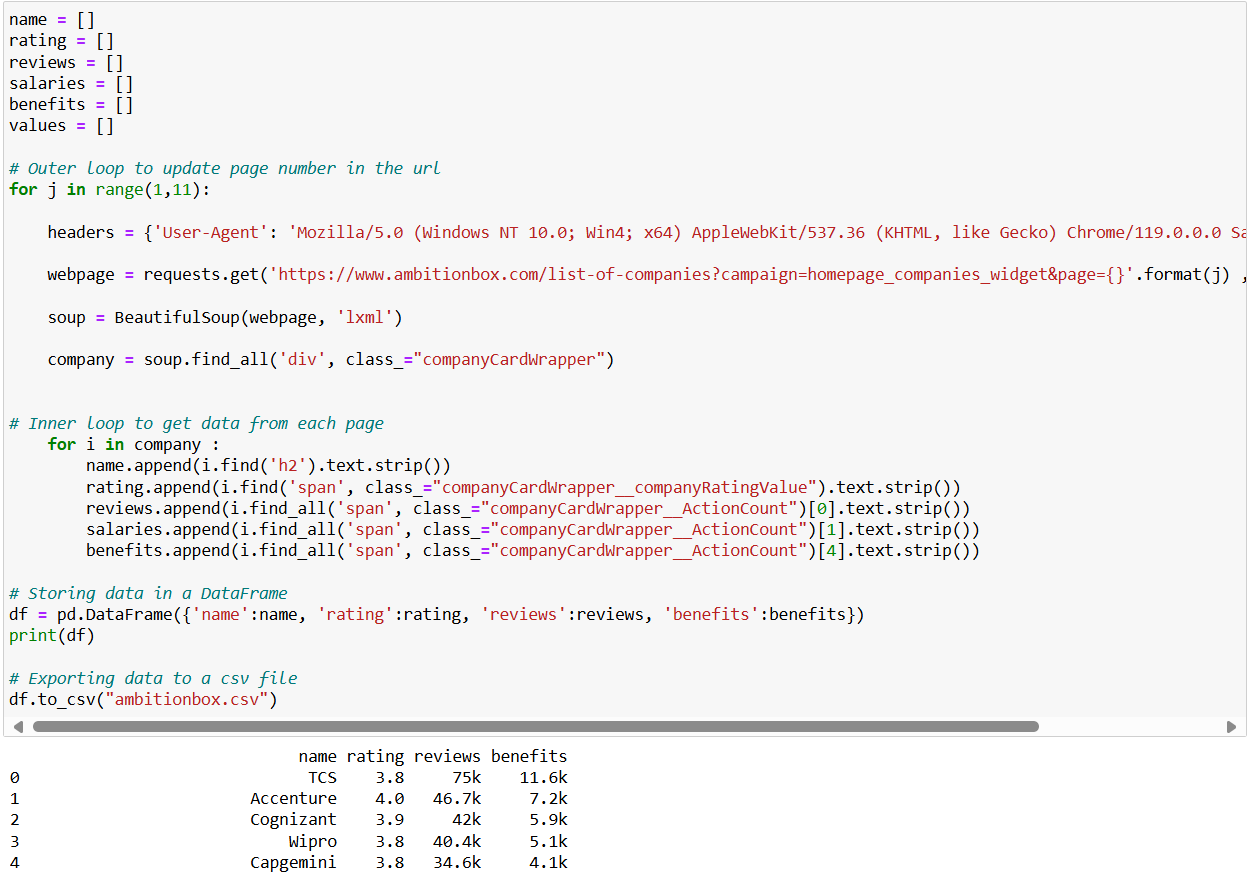 name = []
rating = []
reviews = []
salaries = []
benefits = []
values = []
# Outer loop to update page number in the url
for j in range(1,11):
headers = {'User-Agent': 'Mozilla/5.0 (Windows NT 10.0; Win4; x64) AppleWebKit/537.36 (KHTML, like Gecko) Chrome/119.0.0.0 Sa
webpage = requests.get('https://www.ambitionbox.com/list-of-companies?campaign=homepage_companies_widget&page={}'.format(j) ,
soup = BeautifulSoup(webpage, 'lxml')
company = soup.find_all('div', class_="companyCardWrapper")
# Inner loop to get data from each page
for i in company :
name.append(i.find('h2').text.strip())
rating.append(i.find('span', class_="companyCardWrapper__companyRatingValue").text.strip())
reviews.append(i.find_all('span', class_="companyCardWrapper__ActionCount")[0].text.strip())
salaries.append(i.find_all('span', class_="companyCardWrapper__ActionCount")[1].text.strip())
benefits.append(i.find_all('span', class_="companyCardWrapper__ActionCount")[4].text.strip())
# Storing data in a DataFrame
df = pd.DataFrame({'name':name, 'rating':rating, 'reviews':reviews, 'benefits':benefits})
print(df)
# Exporting data to a csv file
df.to_csv("ambitionbox.csv")
name rating reviews benefits
0 TCS 3.8 75k 11.6k
1 Accenture 4.0 46.7k 7.2k
2 Cognizant 3.9 42k 5.9k
3 Wipro 3.8 40.4k 5.1k
4 Capgemini 3.8 34.6k 4.1k